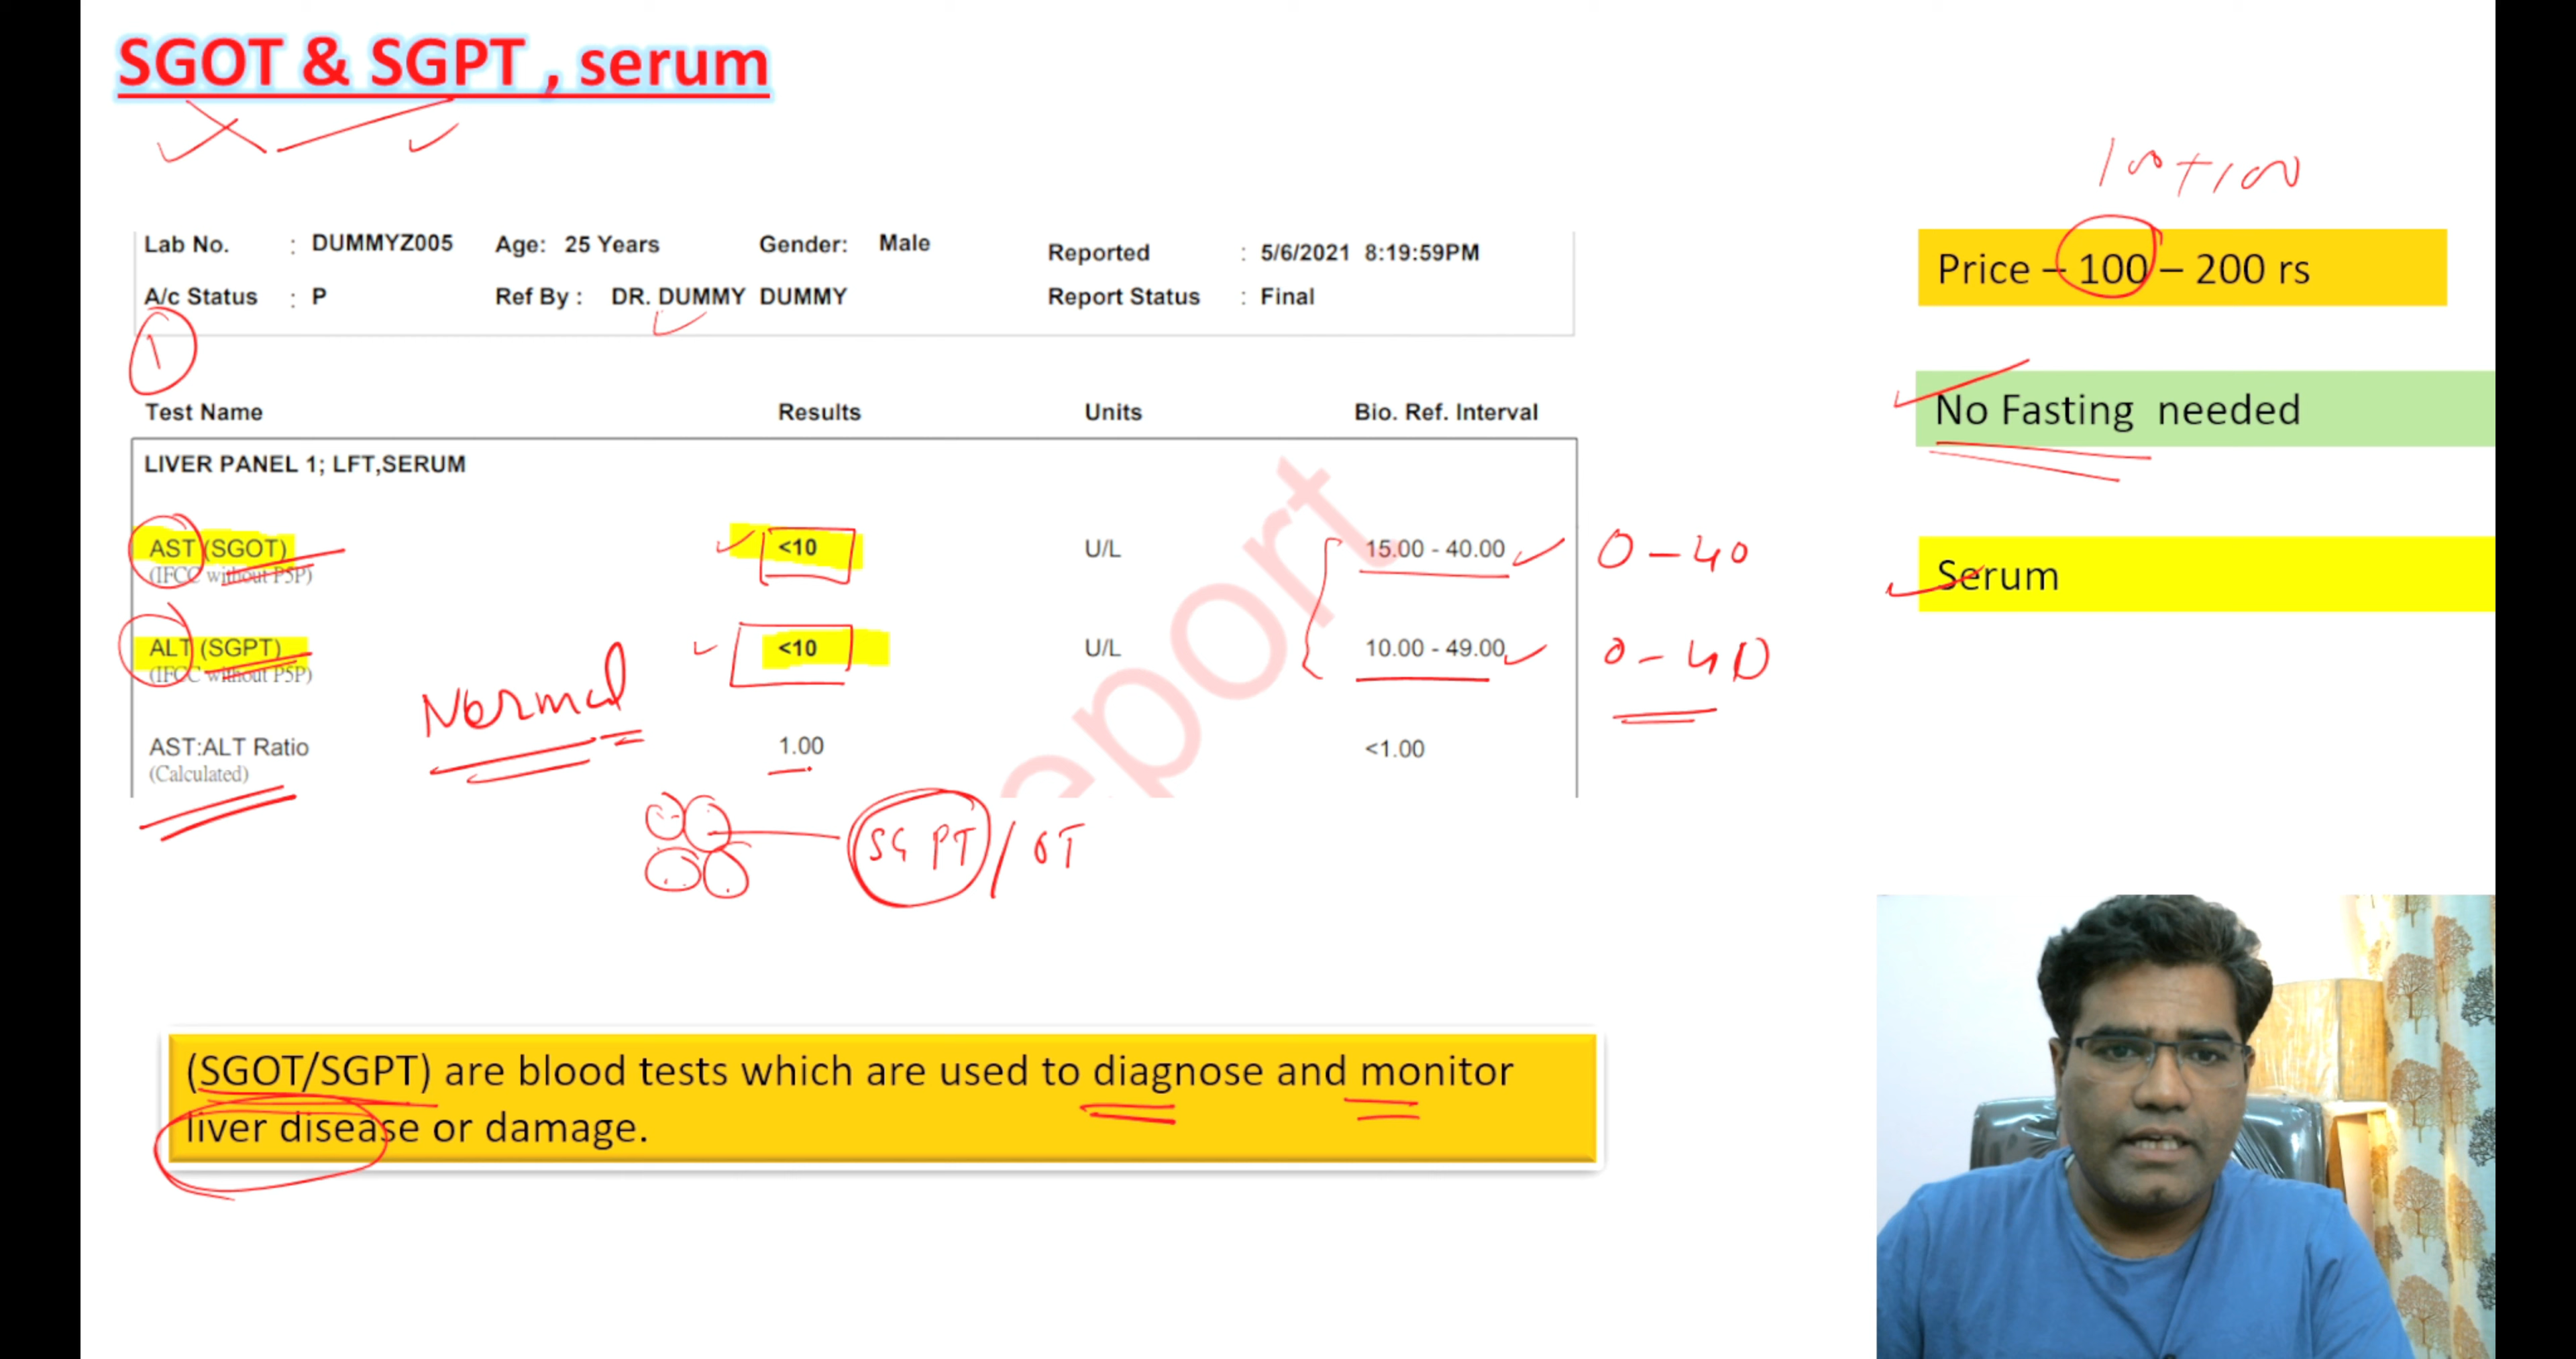 SGOT & SGPT , serum
100+100
Lab No. : DUMMYZ005 Age: 25 Years Gender: Male Reported : 5/6/2021 8:19:59PM
A/c Status : P Ref By : DR. DUMMY DUMMY Report Status : Final
Price – 100 – 200 rs
1
No Fasting needed
Test Name Results Units Bio. Ref. Interval
LIVER PANEL 1; LFT,SERUM
AST (SGOT) <10 U/L 15.00 - 40.00 0-40
(IFCC without P5P)
Serum
ALT (SGPT) <10 U/L 10.00 - 49.00 0-40
(IFCC without P5P)
Normal
AST:ALT Ratio 1.00 <1.00
(Calculated)
eport
SGPT/OT
(SGOT/SGPT) are blood tests which are used to diagnose and monitor
liver disease or damage.